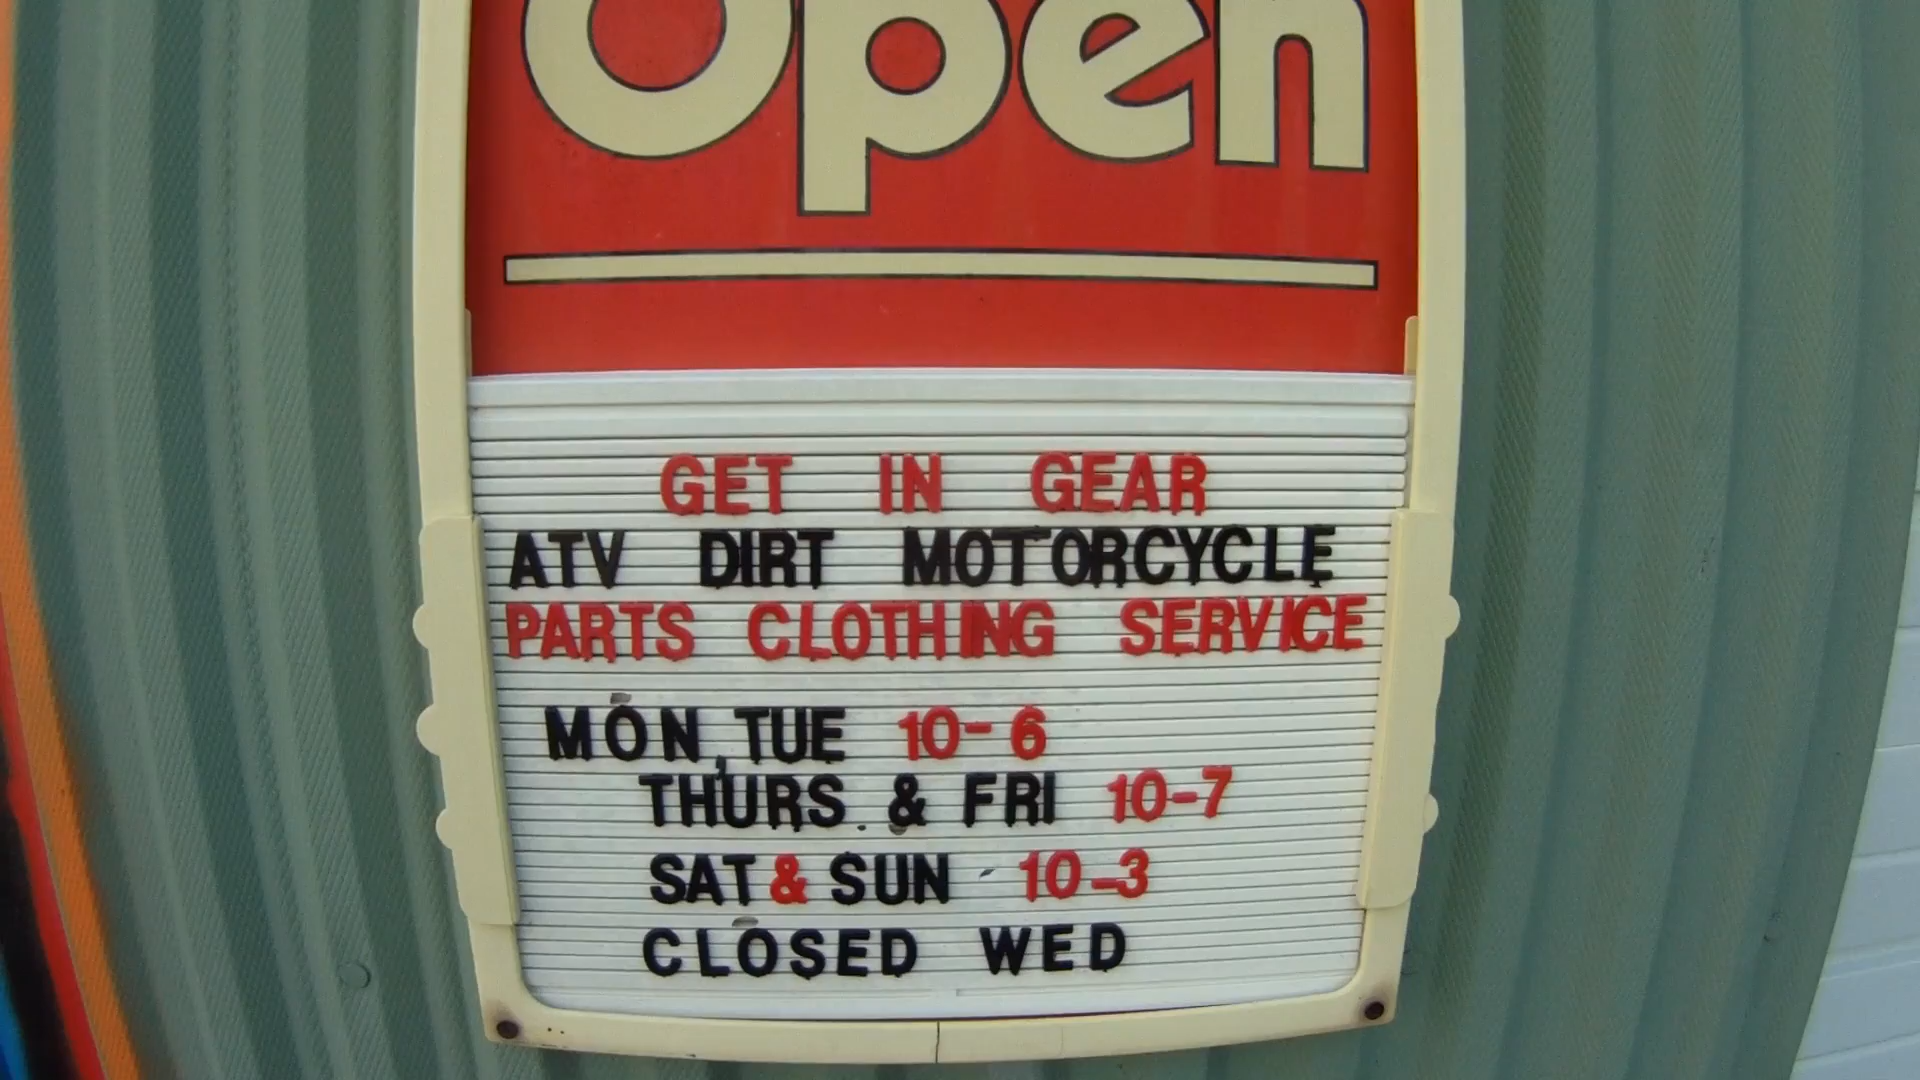 Open
GET IN GEAR
ATV DIRT MOTORCYCLE
PARTS CLOTHING SERVICE
MON, TUE 10-6
THURS & FRI 10-7
SAT & SUN - 10-3
CLOSED WED